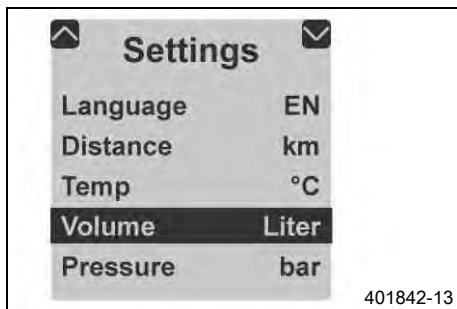 Settings
Language EN
Distance km
Temp °C
Volume Liter
Pressure bar
401842-13